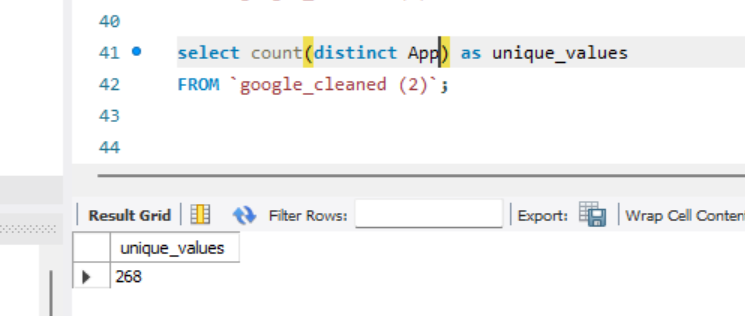 40
41 select count(distinct App) as unique_values
42 FROM `google_cleaned (2)`;
43
44
Result Grid Filter Rows: Export: Wrap Cell Conten
unique_values
268